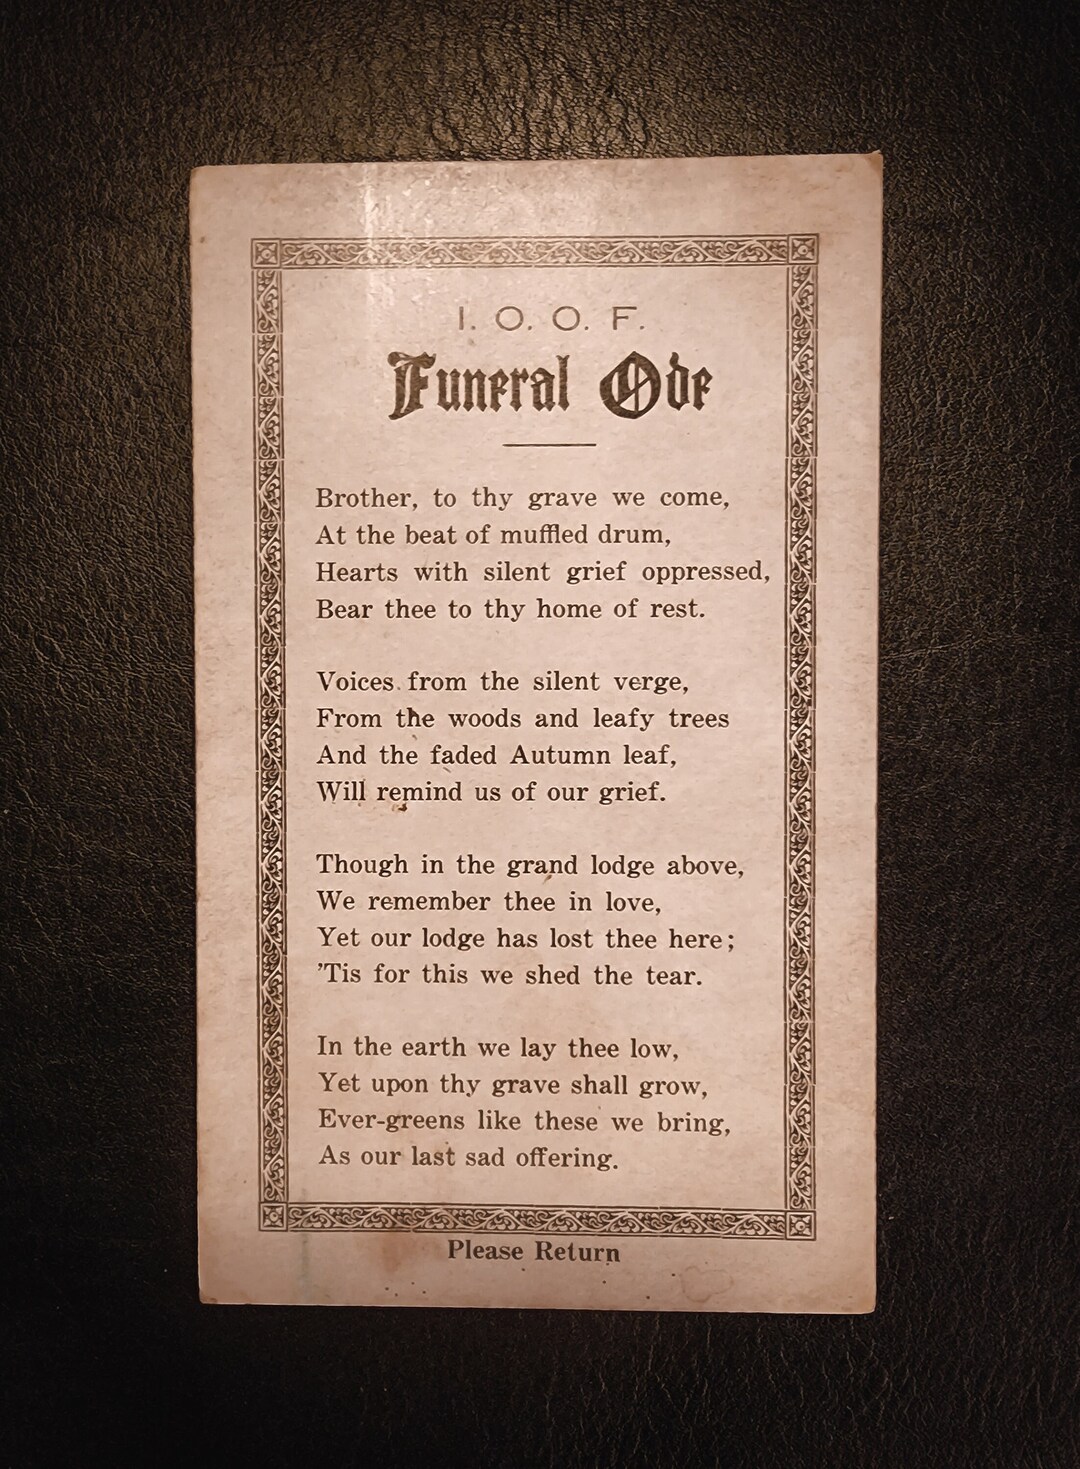 I. O. O. F.
Funeral Ode
Brother, to thy grave we come,
At the beat of muffled drum,
Hearts with silent grief oppressed,
Bear thee to thy home of rest.
Voices from the silent verge,
From the woods and leafy trees
And the faded Autumn leaf,
Will remind us of our grief.
Though in the grand lodge above,
We remember thee in love,
Yet our lodge has lost thee here;
'Tis for this we shed the tear.
In the earth we lay thee low,
Yet upon thy grave shall grow,
Ever-greens like these we bring,
As our last sad offering.
Please Return